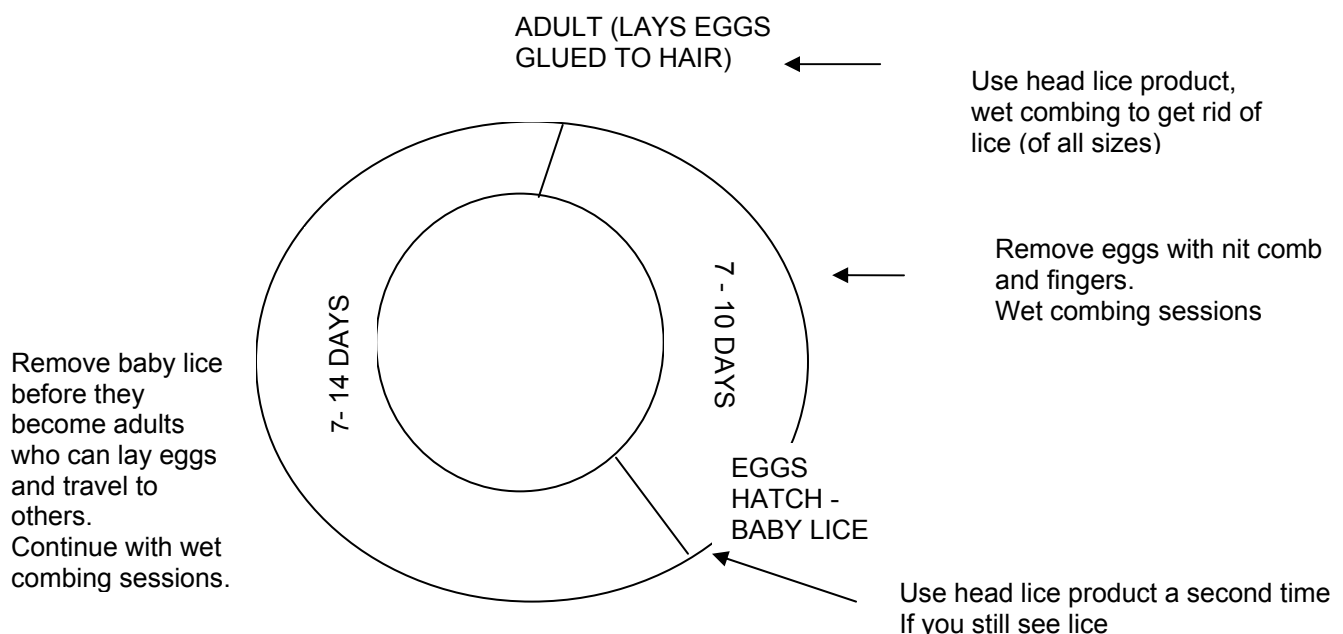 ADULT (LAYS EGGS
GLUED TO HAIR)
Use head lice product,
wet combing to get rid of
lice (of all sizes)
Remove eggs with nit comb
and fingers.
Wet combing sessions
7 - 10 DAYS
EGGS
HATCH -
BABY LICE
Use head lice product a second time
If you still see lice
7- 14 DAYS
Remove baby lice
before they
become adults
who can lay eggs
and travel to
others.
Continue with wet
combing sessions.